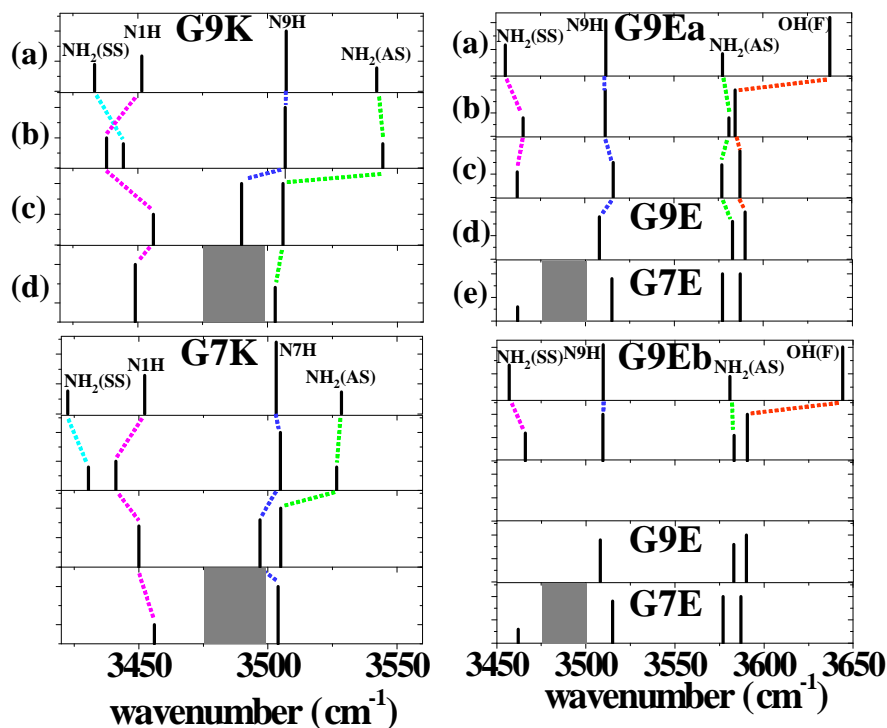 G9K
NH2(SS)
N1H
N9H
NH2(AS)
(a)
(b)
(c)
(d)
G7K
NH2(SS)
N1H
N7H
NH2(AS)
3450 3500 3550
wavenumber (cm-1)
G9Ea
NH2(SS)
N9H
NH2(AS)
OH(F)
(a)
(b)
(c)
(d)
G9E
(e)
G7E
G9Eb
NH2(SS)
N9H
NH2(AS)
OH(F)
G9E
G7E
3450 3500 3550 3600 3650
wavenumber (cm-1)